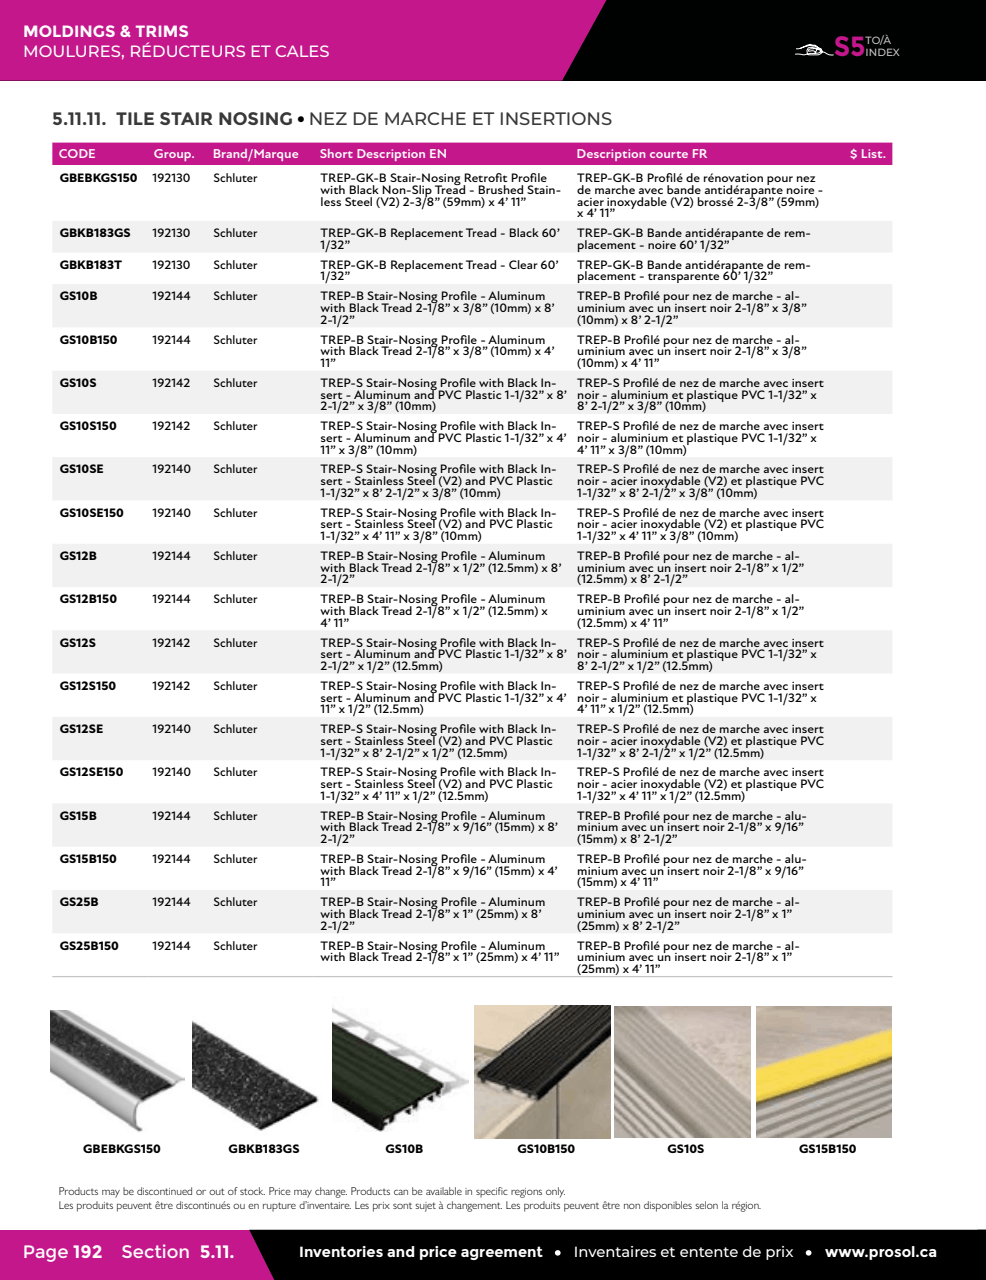 MOLDINGS & TRIMS
MOULURES, RÉDUCTEURS ET CALES
S5 TO/À INDEX
5.11.11. TILE STAIR NOSING • NEZ DE MARCHE ET INSERTIONS
CODE Group. Brand/Marque Short Description EN Description courte FR $ List.
GBEBKGS150 192130 Schluter TREP-GK-B Stair-Nosing Retrofit Profile TREP-GK-B Profilé de rénovation pour nez
with Black Non-Slip Tread - Brushed Stain- de marche avec bande antidérapante noire -
less Steel (V2) 2-3/8” (59mm) x 4’ 11” acier inoxydable (V2) brossé 2-3/8” (59mm)
x 4’ 11”
GBKB183GS 192130 Schluter TREP-GK-B Replacement Tread - Black 60’ TREP-GK-B Bande antidérapante de rem-
1/32” placement - noire 60’ 1/32”
GBKB183T 192130 Schluter TREP-GK-B Replacement Tread - Clear 60’ TREP-GK-B Bande antidérapante de rem-
1/32” placement - transparente 60’ 1/32”
GS10B 192144 Schluter TREP-B Stair-Nosing Profile - Aluminum TREP-B Profilé pour nez de marche - al-
with Black Tread 2-1/8” x 3/8” (10mm) x 8’ uminium avec un insert noir 2-1/8” x 3/8”
2-1/2” (10mm) x 8’ 2-1/2”
GS10B150 192144 Schluter TREP-B Stair-Nosing Profile - Aluminum TREP-B Profilé pour nez de marche - al-
with Black Tread 2-1/8” x 3/8” (10mm) x 4’ uminium avec un insert noir 2-1/8” x 3/8”
11” (10mm) x 4’ 11”
GS10S 192142 Schluter TREP-S Stair-Nosing Profile with Black In- TREP-S Profilé de nez de marche avec insert
sert - Aluminum and PVC Plastic 1-1/32” x 8’ noir - aluminium et plastique PVC 1-1/32” x
2-1/2” x 3/8” (10mm) 8’ 2-1/2” x 3/8” (10mm)
GS10S150 192142 Schluter TREP-S Stair-Nosing Profile with Black In- TREP-S Profilé de nez de marche avec insert
sert - Aluminum and PVC Plastic 1-1/32” x 4’ noir - aluminium et plastique PVC 1-1/32” x
11” x 3/8” (10mm) 4’ 11” x 3/8” (10mm)
GS10SE 192140 Schluter TREP-S Stair-Nosing Profile with Black In- TREP-S Profilé de nez de marche avec insert
sert - Stainless Steel (V2) and PVC Plastic noir - acier inoxydable (V2) et plastique PVC
1-1/32” x 8’ 2-1/2” x 3/8” (10mm) 1-1/32” x 8’ 2-1/2” x 3/8” (10mm)
GS10SE150 192140 Schluter TREP-S Stair-Nosing Profile with Black In- TREP-S Profilé de nez de marche avec insert
sert - Stainless Steel (V2) and PVC Plastic noir - acier inoxydable (V2) et plastique PVC
1-1/32” x 4’ 11” x 3/8” (10mm) 1-1/32” x 4’ 11” x 3/8” (10mm)
GS12B 192144 Schluter TREP-B Stair-Nosing Profile - Aluminum TREP-B Profilé pour nez de marche - al-
with Black Tread 2-1/8” x 1/2” (12.5mm) x 8’ uminium avec un insert noir 2-1/8” x 1/2”
2-1/2” (12.5mm) x 8’ 2-1/2”
GS12B150 192144 Schluter TREP-B Stair-Nosing Profile - Aluminum TREP-B Profilé pour nez de marche - al-
with Black Tread 2-1/8” x 1/2” (12.5mm) x uminium avec un insert noir 2-1/8” x 1/2”
4’ 11” (12.5mm) x 4’ 11”
GS12S 192142 Schluter TREP-S Stair-Nosing Profile with Black In- TREP-S Profilé de nez de marche avec insert
sert - Aluminum and PVC Plastic 1-1/32” x 8’ noir - aluminium et plastique PVC 1-1/32” x
2-1/2” x 1/2” (12.5mm) 8’ 2-1/2” x 1/2” (12.5mm)
GS12S150 192142 Schluter TREP-S Stair-Nosing Profile with Black In- TREP-S Profilé de nez de marche avec insert
sert - Aluminum and PVC Plastic 1-1/32” x 4’ noir - aluminium et plastique PVC 1-1/32” x
11” x 1/2” (12.5mm) 4’ 11” x 1/2” (12.5mm)
GS12SE 192140 Schluter TREP-S Stair-Nosing Profile with Black In- TREP-S Profilé de nez de marche avec insert
sert - Stainless Steel (V2) and PVC Plastic noir - acier inoxydable (V2) et plastique PVC
1-1/32” x 8’ 2-1/2” x 1/2” (12.5mm) 1-1/32” x 8’ 2-1/2” x 1/2” (12.5mm)
GS12SE150 192140 Schluter TREP-S Stair-Nosing Profile with Black In- TREP-S Profilé de nez de marche avec insert
sert - Stainless Steel (V2) and PVC Plastic noir - acier inoxydable (V2) et plastique PVC
1-1/32” x 4’ 11” x 1/2” (12.5mm) 1-1/32” x 4’ 11” x 1/2” (12.5mm)
GS15B 192144 Schluter TREP-B Stair-Nosing Profile - Aluminum TREP-B Profilé pour nez de marche - alu-
with Black Tread 2-1/8” x 9/16” (15mm) x 8’ minium avec un insert noir 2-1/8” x 9/16”
2-1/2” (15mm) x 8’ 2-1/2”
GS15B150 192144 Schluter TREP-B Stair-Nosing Profile - Aluminum TREP-B Profilé pour nez de marche - alu-
with Black Tread 2-1/8” x 9/16” (15mm) x 4’ minium avec un insert noir 2-1/8” x 9/16”
11” (15mm) x 4’ 11”
GS25B 192144 Schluter TREP-B Stair-Nosing Profile - Aluminum TREP-B Profilé pour nez de marche - al-
with Black Tread 2-1/8” x 1” (25mm) x 8’ uminium avec un insert noir 2-1/8” x 1”
2-1/2” (25mm) x 8’ 2-1/2”
GS25B150 192144 Schluter TREP-B Stair-Nosing Profile - Aluminum TREP-B Profilé pour nez de marche - al-
with Black Tread 2-1/8” x 1” (25mm) x 4’ 11” uminium avec un insert noir 2-1/8” x 1”
(25mm) x 4’ 11”
GBEBKGS150 GBKB183GS GS10B GS10B150 GS10S GS15B150
Products may be discontinued or out of stock. Price may change. Products can be available in specific regions only.
Les produits peuvent être discontinués ou en rupture d’inventaire. Les prix sont sujet à changement. Les produits peuvent être non disponibles selon la région.
Page 192 Section 5.11. Inventories and price agreement • Inventaires et entente de prix • www.prosol.ca